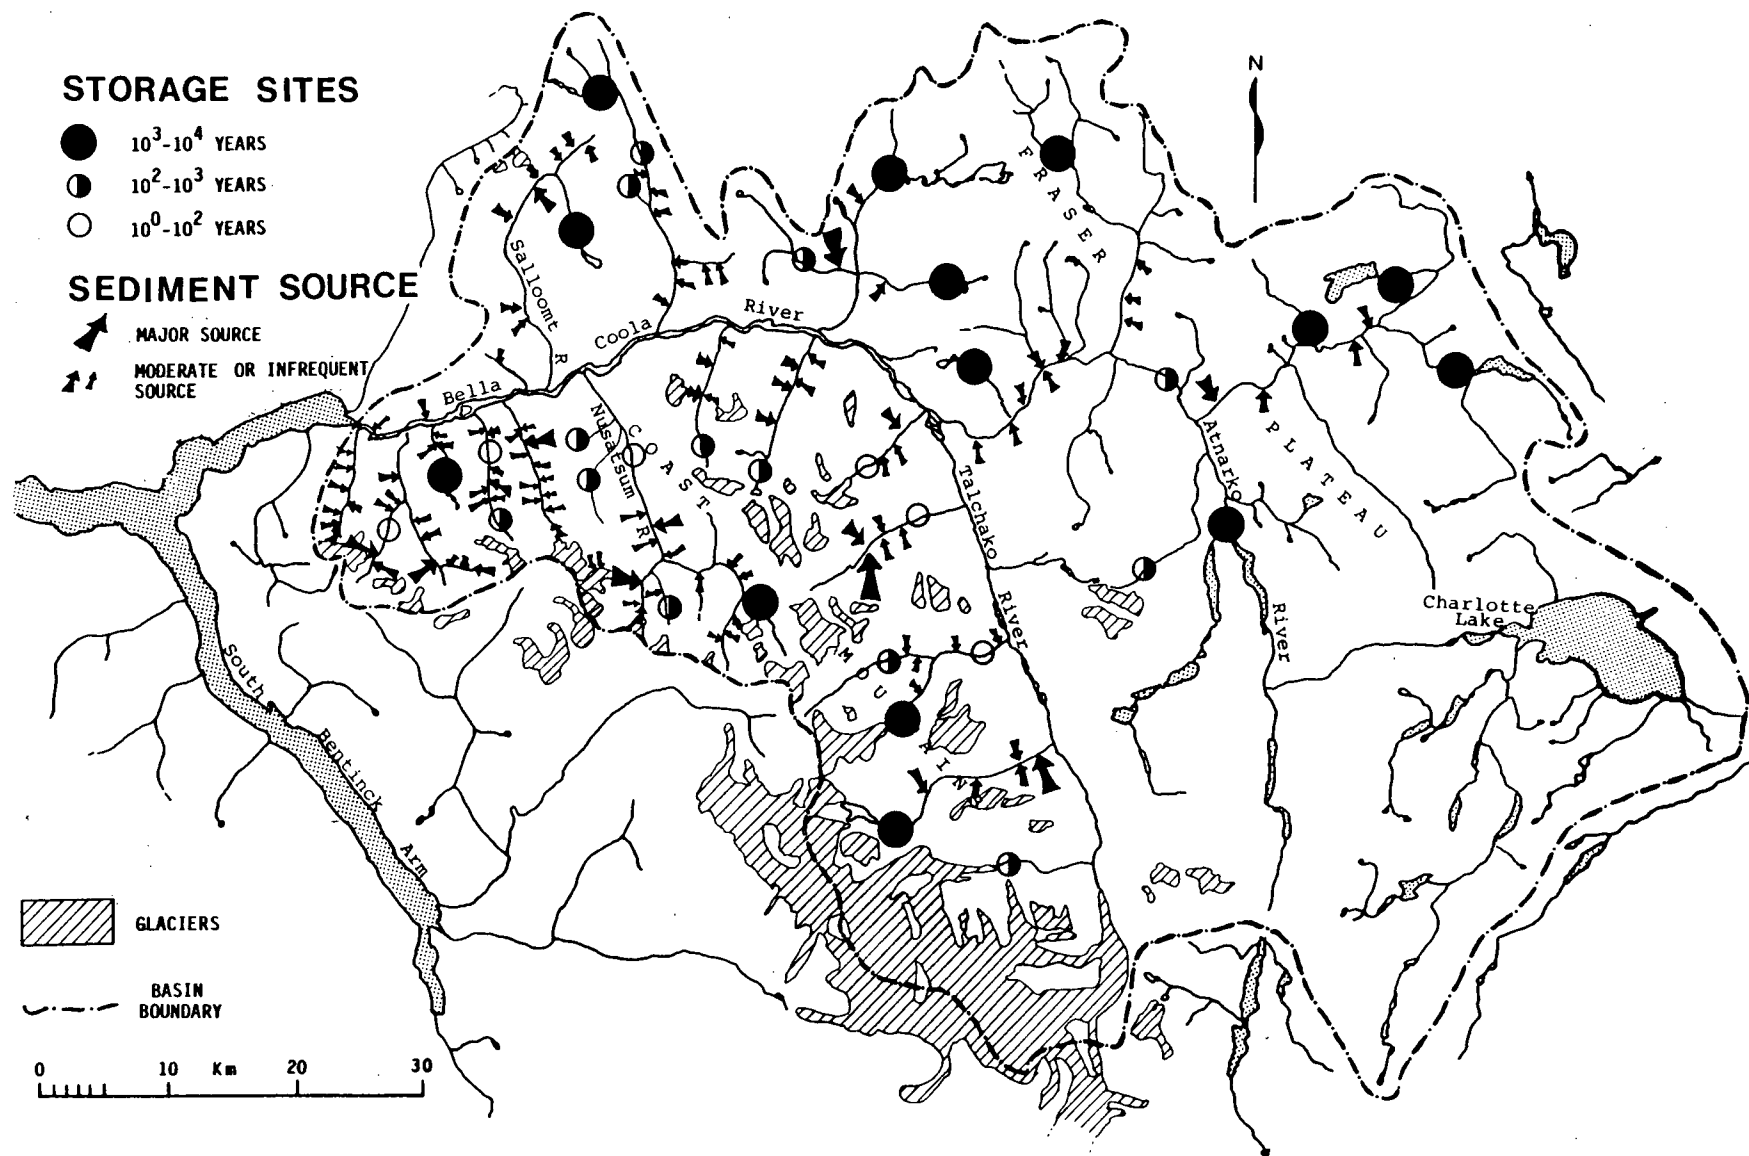 STORAGE SITES
10³-10⁴ YEARS
10²-10³ YEARS
10⁰-10² YEARS
SEDIMENT SOURCE
MAJOR SOURCE
MODERATE OR INFREQUENT
SOURCE
N
FRASER
PLATEAU
COAST
MOUNTAIN
Salloomt R
Bella Coola River
Nusatsum R
Talchako River
Atnarko River
Charlotte
Lake
South Bentinck Arm
GLACIERS
BASIN
BOUNDARY
0 10 Km 20 30